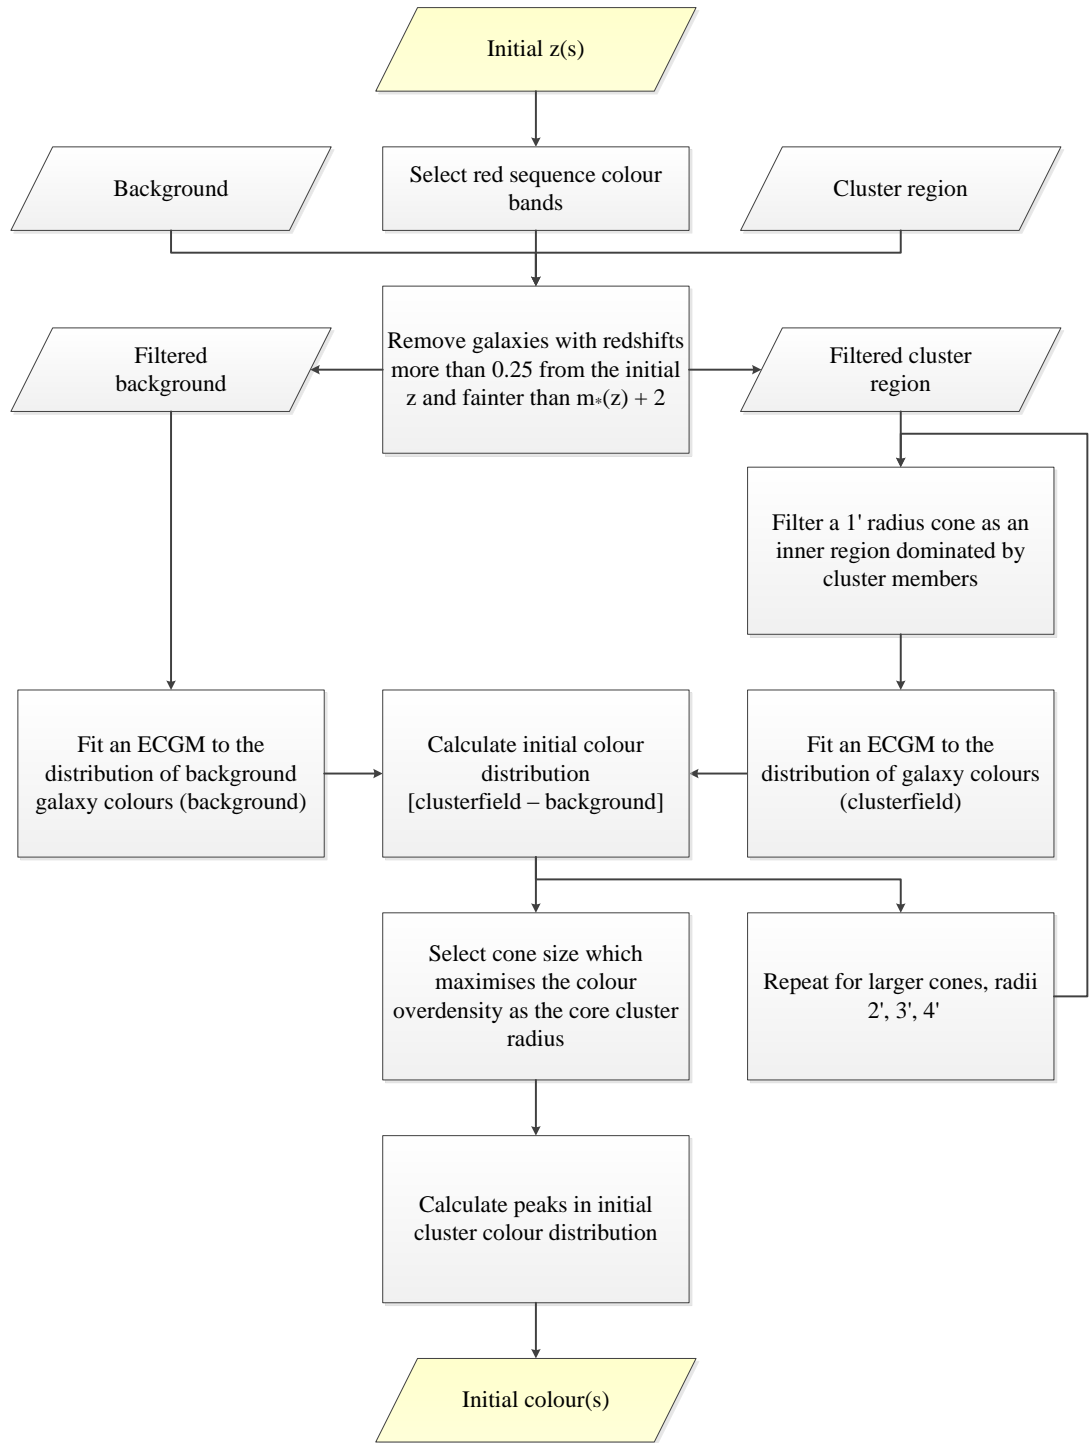 Initial z(s)
Background
Select red sequence colour
bands
Cluster region
Remove galaxies with redshifts
more than 0.25 from the initial
z and fainter than m*(z) + 2
Filtered
background
Filtered cluster
region
Filter a 1' radius cone as an
inner region dominated by
cluster members
Fit an ECGM to the
distribution of background
galaxy colours (background)
Calculate initial colour
distribution
[clusterfield – background]
Fit an ECGM to the
distribution of galaxy colours
(clusterfield)
Select cone size which
maximises the colour
overdensity as the core cluster
radius
Repeat for larger cones, radii
2', 3', 4'
Calculate peaks in initial
cluster colour distribution
Initial colour(s)